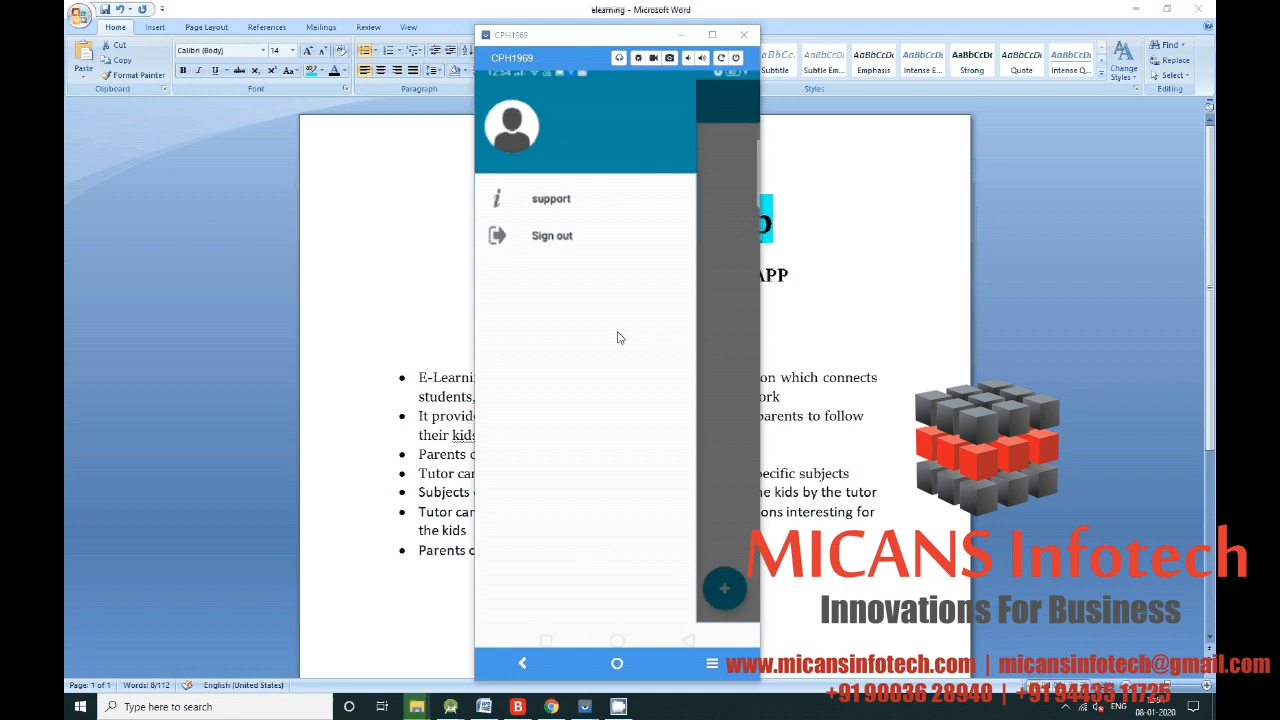 elearning - Microsoft Word
Home Insert Page Layout References Mailings Review View
Cut
Copy
Format Painter
Paste
Clipboard
Calibri (Body) 14
Font
Paragraph
Subtitle
Subtle Em...
Emphasis
Intense E...
Strong
Quote
Intense Q...
Change Styles
Styles
Find
Replace
Select
Editing
CPH1969
CPH1969
12:54
support
Sign out
APP
E-Learni
on which connects
students,
ork
It provid
parents to follow
their kids
Parents c
Tutor can
pecific subjects
Subjects
he kids by the tutor
Tutor can
ons interesting for
the kids
Parents c
MICANS Infotech
Innovations For Business
www.micansinfotech.com | micansinfotech@gmail.com
+91 90036 28940 | +91 94435 11725
Page: 1 of 1 Words: 8/112 English (United States)
Type here to search
ENG
08-01-2020